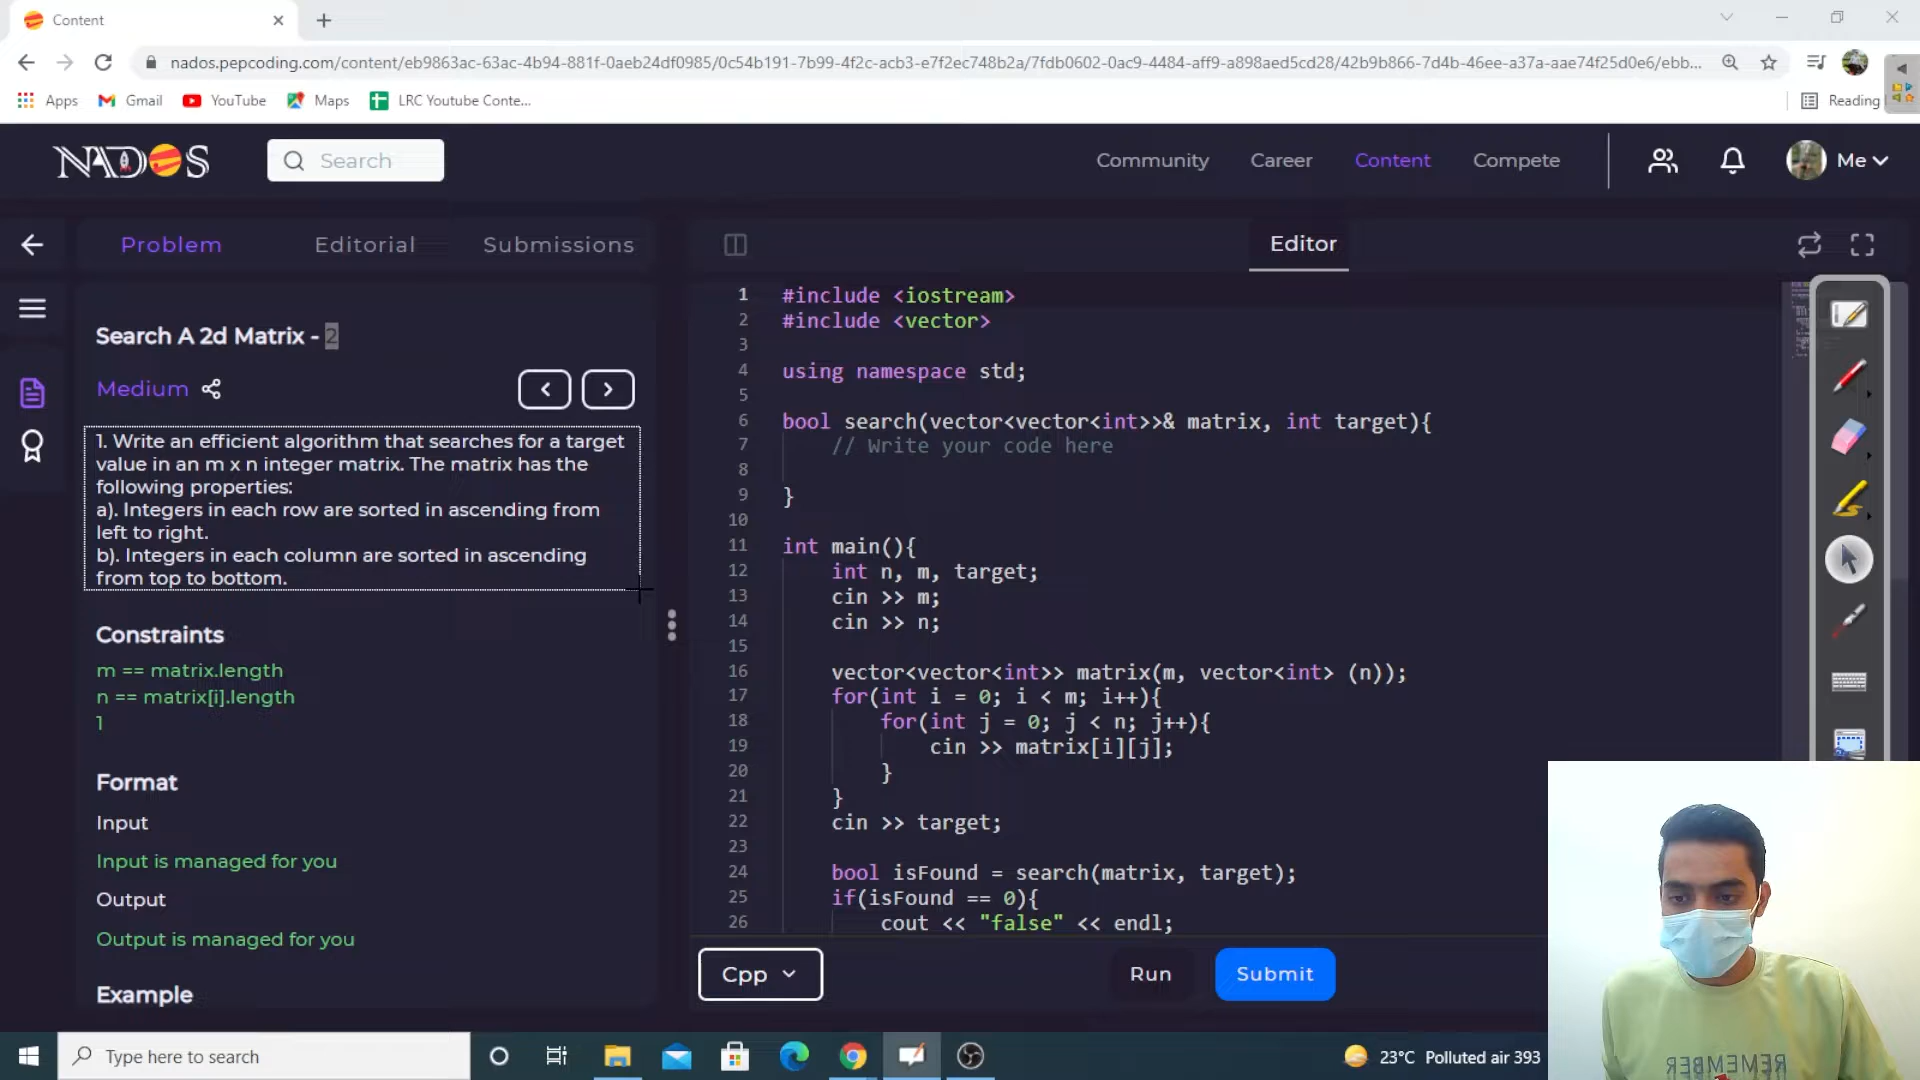 Content
nados.pepcoding.com/content/eb9863ac-63ac-4b94-881f-0aeb24df0985/0c54b191-7b99-4f2c-acb3-e7f2ec748b2a/7fdb0602-0ac9-4484-aff9-a898aed5cd28/42b9b866-7d4b-46ee-a37a-aae74f25d0e6/ebb...
Apps Gmail YouTube Maps LRC Youtube Conte... Reading
NADOS Search Community Career Content Compete Me
Problem Editorial Submissions
Editor
Search A 2d Matrix - 2
Medium
1. Write an efficient algorithm that searches for a target
value in an m x n integer matrix. The matrix has the
following properties:
a). Integers in each row are sorted in ascending from
left to right.
b). Integers in each column are sorted in ascending
from top to bottom.
Constraints
m == matrix.length
n == matrix[i].length
1
Format
Input
Input is managed for you
Output
Output is managed for you
Example
1 #include <iostream>
2 #include <vector>
3
4 using namespace std;
5
6 bool search(vector<vector<int>>& matrix, int target){
7 // Write your code here
8
9 }
10
11 int main(){
12 int n, m, target;
13 cin >> m;
14 cin >> n;
15
16 vector<vector<int>> matrix(m, vector<int> (n));
17 for(int i = 0; i < m; i++){
18 for(int j = 0; j < n; j++){
19 cin >> matrix[i][j];
20 }
21 }
22 cin >> target;
23
24 bool isFound = search(matrix, target);
25 if(isFound == 0){
26 cout << "false" << endl;
Cpp Run Submit
REMEMBER
Type here to search
23°C Polluted air 393